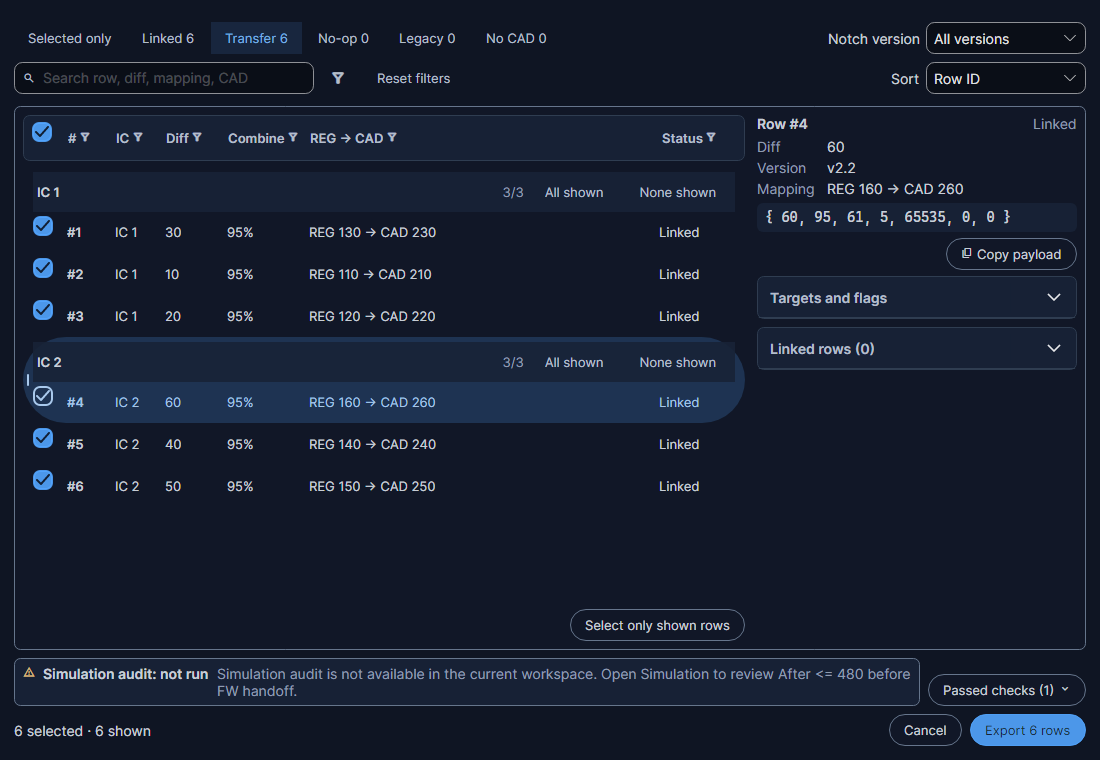 Selected only Linked 6 Transfer 6 No-op 0 Legacy 0 No CAD 0
Notch version All versions
Search row, diff, mapping, CAD Reset filters
Sort Row ID
# IC Diff Combine REG → CAD Status
IC 1 3/3 All shown None shown
#1 IC 1 30 95% REG 130 → CAD 230 Linked
#2 IC 1 10 95% REG 110 → CAD 210 Linked
#3 IC 1 20 95% REG 120 → CAD 220 Linked
IC 2 3/3 All shown None shown
#4 IC 2 60 95% REG 160 → CAD 260 Linked
#5 IC 2 40 95% REG 140 → CAD 240 Linked
#6 IC 2 50 95% REG 150 → CAD 250 Linked
Select only shown rows
Row #4 Linked
Diff 60
Version v2.2
Mapping REG 160 → CAD 260
{ 60, 95, 61, 5, 65535, 0, 0 }
Copy payload
Targets and flags
Linked rows (0)
Simulation audit: not run Simulation audit is not available in the current workspace. Open Simulation to review After <= 480 before
FW handoff.
Passed checks (1)
6 selected · 6 shown
Cancel Export 6 rows